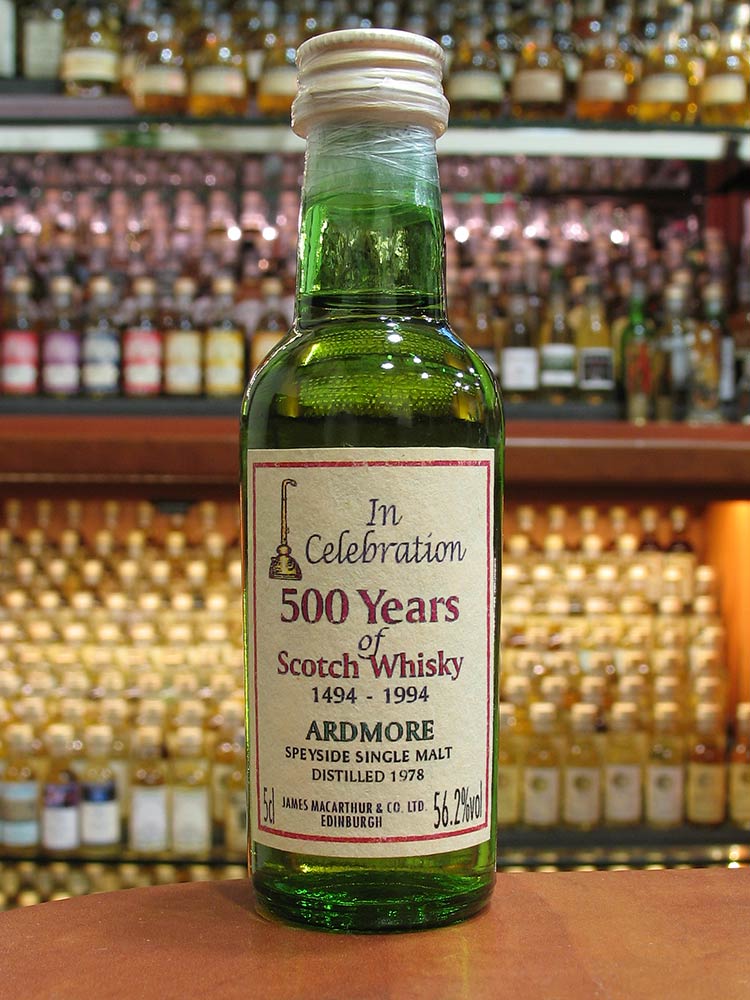 In
Celebration
500 Years
of
Scotch Whisky
1494 - 1994
ARDMORE
SPEYSIDE SINGLE MALT
DISTILLED 1978
5cl JAMES MACARTHUR & CO. LTD. 56.2%vol
EDINBURGH